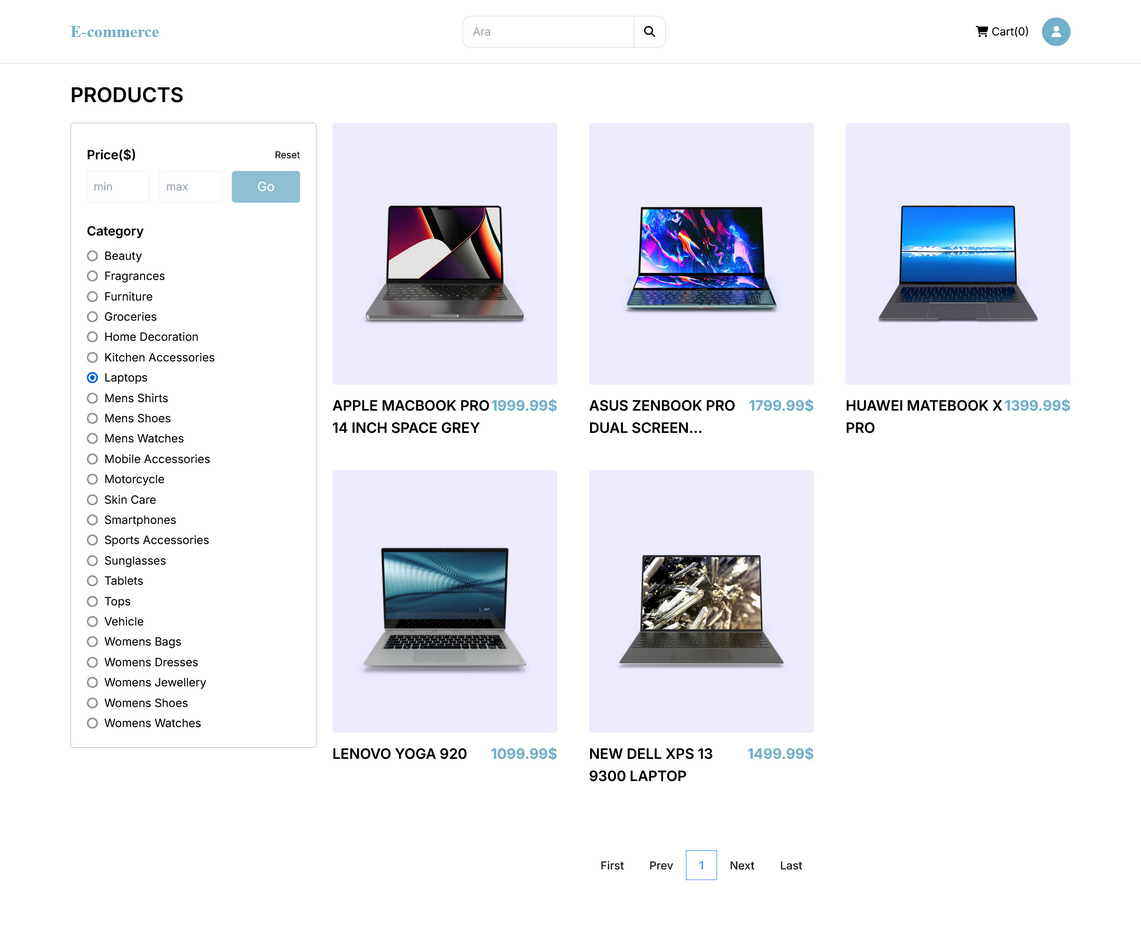 E-commerce
Ara
Cart(0)
PRODUCTS
Price($)
Reset
min
max
Go
Category
Beauty
Fragrances
Furniture
Groceries
Home Decoration
Kitchen Accessories
Laptops
Mens Shirts
Mens Shoes
Mens Watches
Mobile Accessories
Motorcycle
Skin Care
Smartphones
Sports Accessories
Sunglasses
Tablets
Tops
Vehicle
Womens Bags
Womens Dresses
Womens Jewellery
Womens Shoes
Womens Watches
APPLE MACBOOK PRO 1999.99$
14 INCH SPACE GREY
ASUS ZENBOOK PRO 1799.99$
DUAL SCREEN...
HUAWEI MATEBOOK X 1399.99$
PRO
LENOVO YOGA 920 1099.99$
NEW DELL XPS 13 1499.99$
9300 LAPTOP
First Prev 1 Next Last